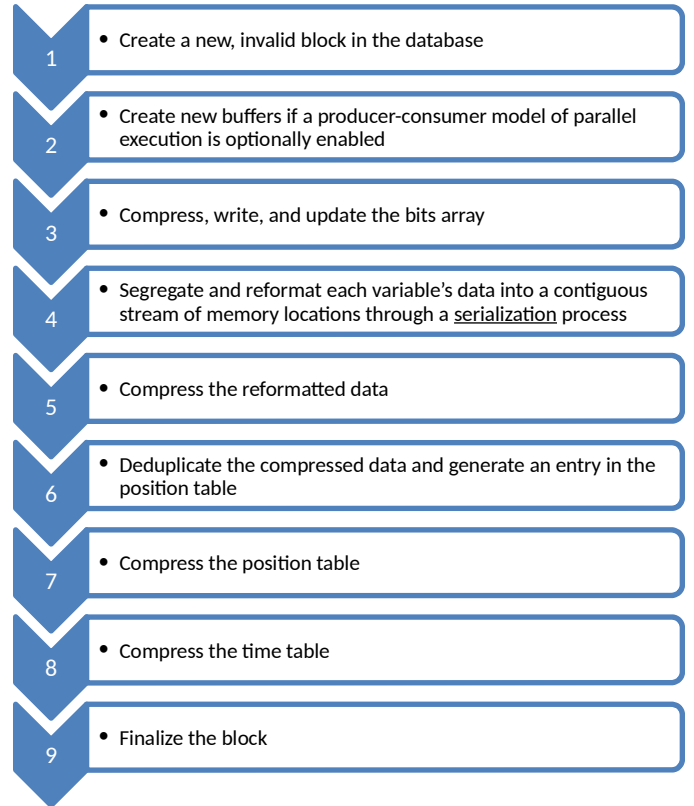 1
• Create a new, invalid block in the database
2
• Create new buffers if a producer-consumer model of parallel
execution is optionally enabled
3
• Compress, write, and update the bits array
4
• Segregate and reformat each variable’s data into a contiguous
stream of memory locations through a serialization process
5
• Compress the reformatted data
6
• Deduplicate the compressed data and generate an entry in the
position table
7
• Compress the position table
8
• Compress the time table
9
• Finalize the block